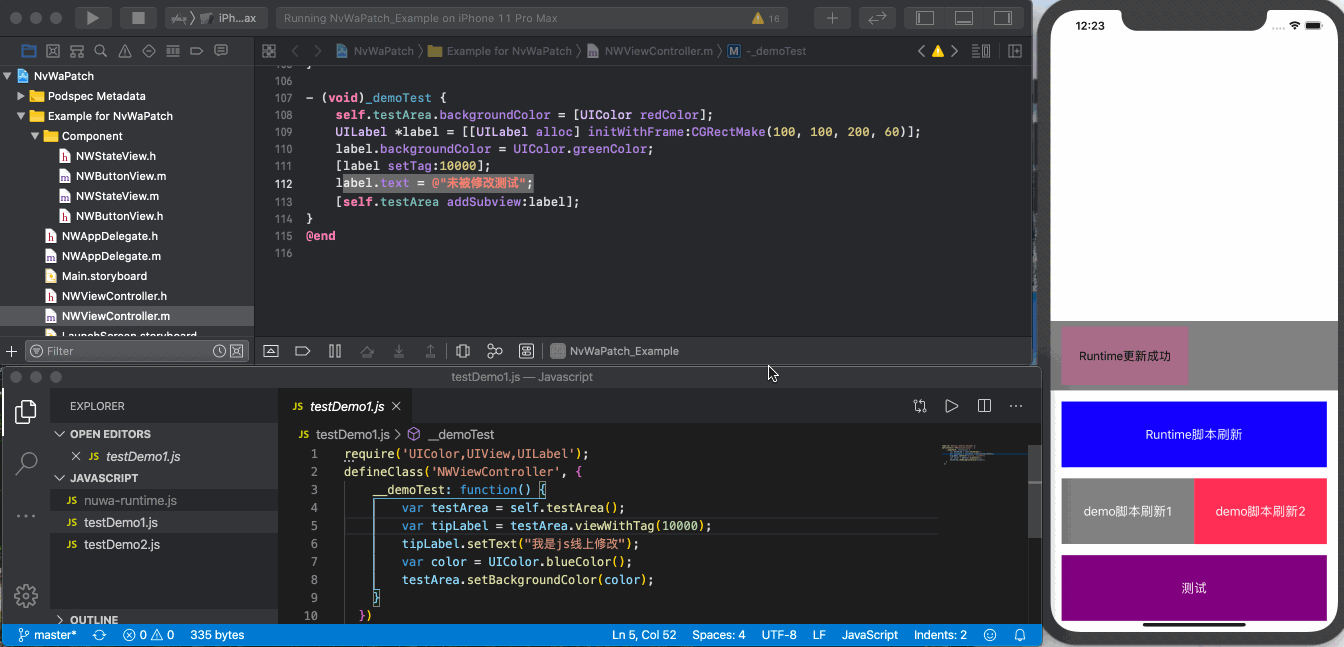 iPh...ax
Running NvWaPatch_Example on iPhone 11 Pro Max
16
NvWaPatch
Example for NvWaPatch
NWViewController.m
M
-_demoTest
NvWaPatch
Podspec Metadata
Example for NvWaPatch
Component
h NWStateView.h
m NWButtonView.m
m NWStateView.m
h NWButtonView.h
h NWAppDelegate.h
m NWAppDelegate.m
Main.storyboard
h NWViewController.h
m NWViewController.m
LaunchScreen.storyboard
Filter
106
107 - (void)_demoTest {
108 self.testArea.backgroundColor = [UIColor redColor];
109 UILabel *label = [[UILabel alloc] initWithFrame:CGRectMake(100, 100, 200, 60)];
110 label.backgroundColor = UIColor.greenColor;
111 [label setTag:10000];
112 label.text = @"未被修改测试";
113 [self.testArea addSubview:label];
114 }
115 @end
116
NvWaPatch_Example
testDemo1.js — Javascript
EXPLORER
OPEN EDITORS
JS testDemo1.js
JAVASCRIPT
JS nuwa-runtime.js
JS testDemo1.js
JS testDemo2.js
OUTLINE
JS testDemo1.js
JS testDemo1.js
__demoTest
1 require('UIColor,UIView,UILabel');
2 defineClass('NWViewController', {
3 __demoTest: function() {
4 var testArea = self.testArea();
5 var tipLabel = testArea.viewWithTag(10000);
6 tipLabel.setText("我是js线上修改");
7 var color = UIColor.blueColor();
8 testArea.setBackgroundColor(color);
9 }
10 })
master*
0
0
335 bytes
Ln 5, Col 52
Spaces: 4
UTF-8
LF
JavaScript
Indents: 2
12:23
Runtime更新成功
Runtime脚本刷新
demo脚本刷新1
demo脚本刷新2
测试